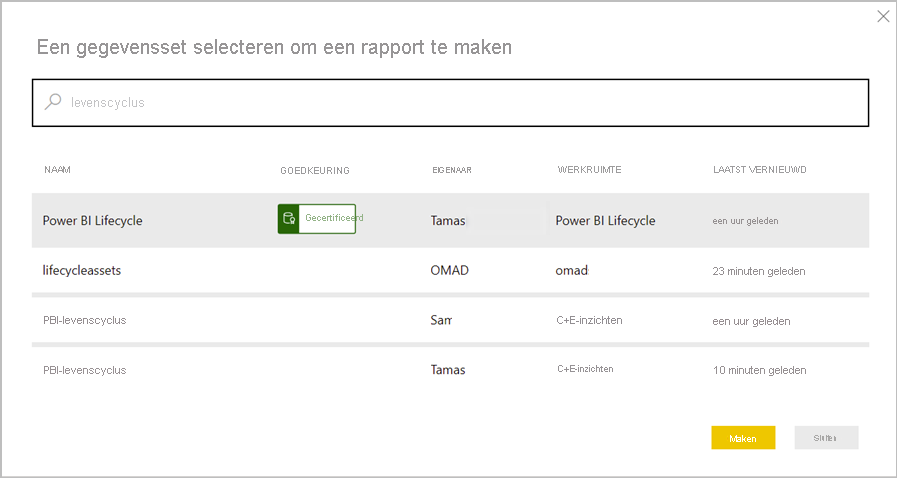 Een gegevensset selecteren om een rapport te maken
levenscyclus
NAAM GOEDKEURING EIGENAAR WERKRUIMTE LAATST VERNIEUWD
Power BI Lifecycle Gecertificeerd Tamas Power BI Lifecycle een uur geleden
lifecycleassets OMAD omad 23 minuten geleden
PBI-levenscyclus Sam C+E-inzichten een uur geleden
PBI-levenscyclus Tamas C+E-inzichten 10 minuten geleden
Maken Sluiten